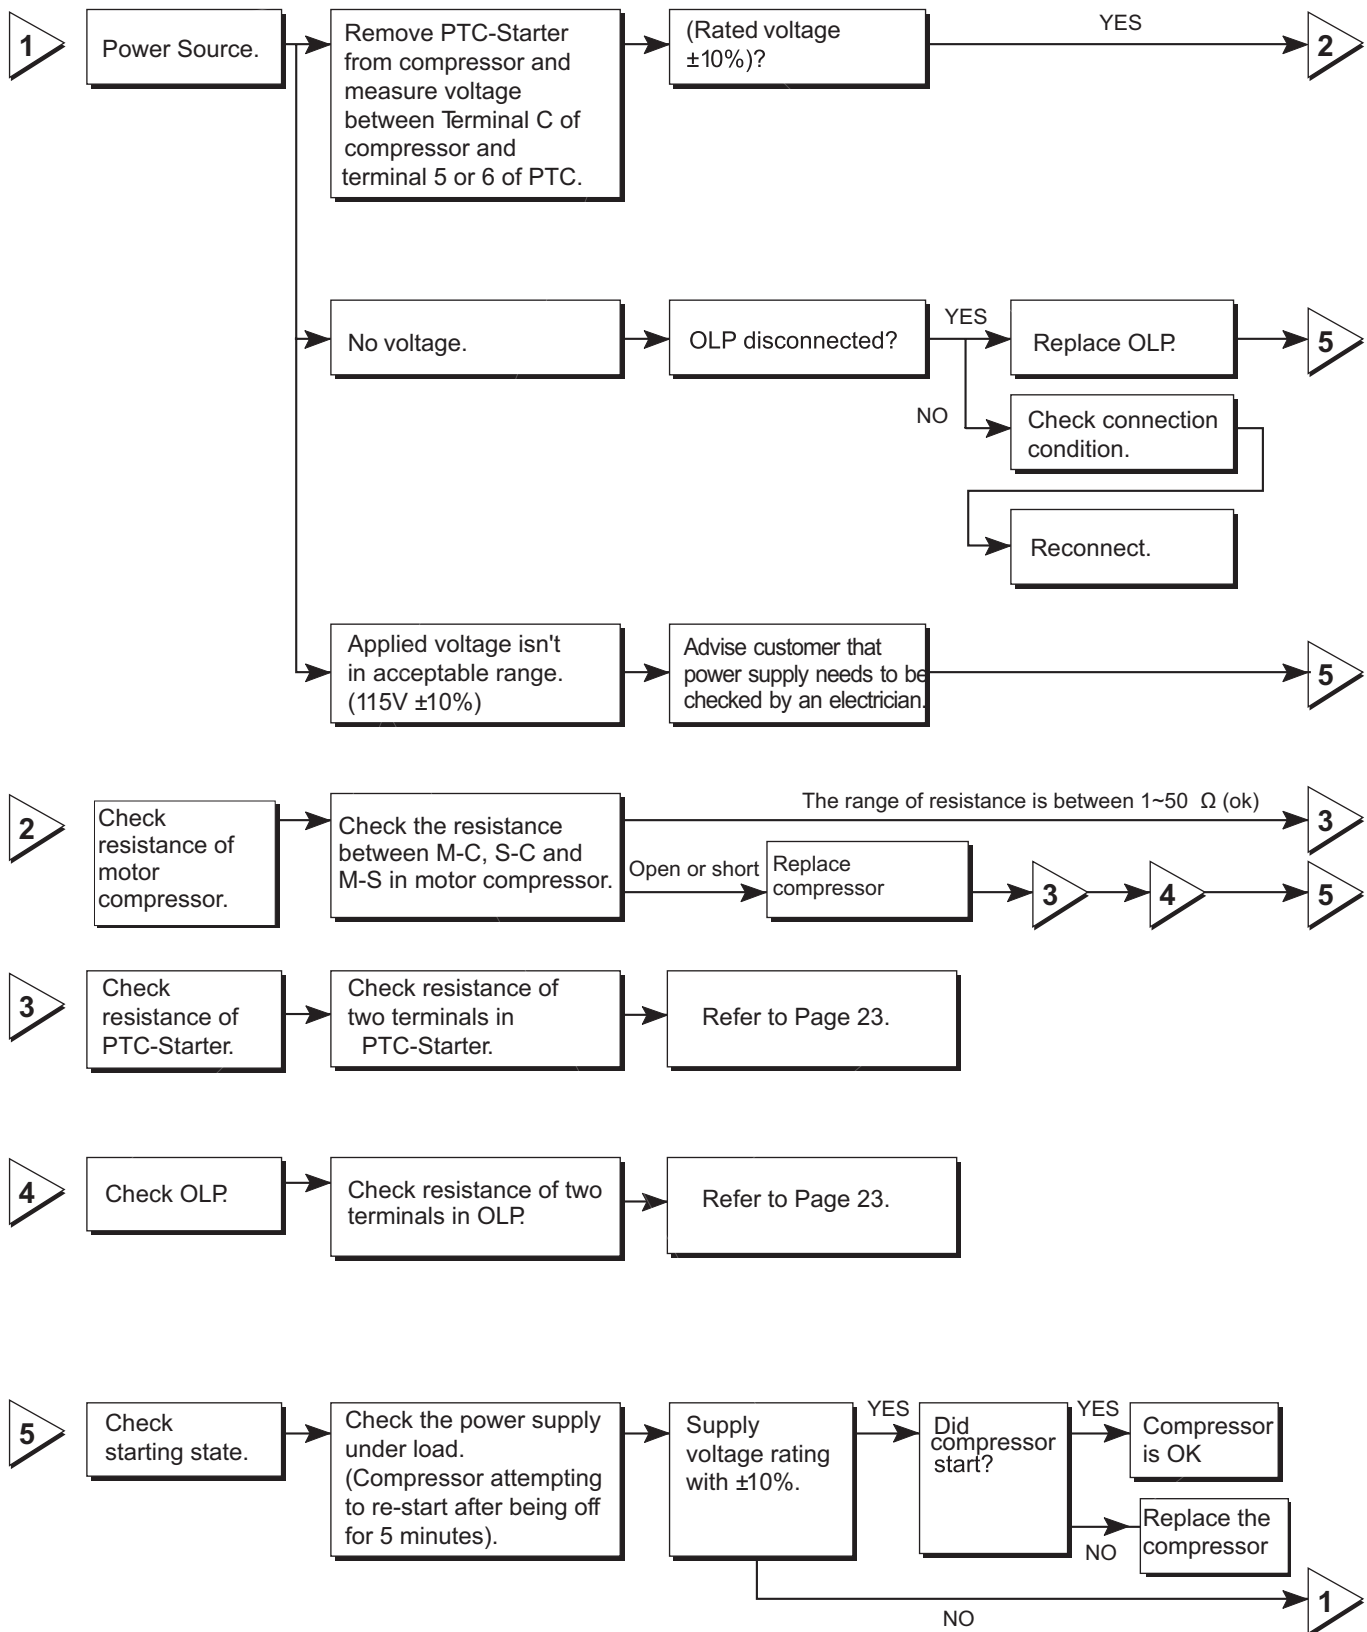 1
Power Source.
Remove PTC-Starter
from compressor and
measure voltage
between Terminal C of
compressor and
terminal 5 or 6 of PTC.
(Rated voltage
±10%)?
YES
2
No voltage.
OLP disconnected?
YES
Replace OLP.
5
NO
Check connection
condition.
Reconnect.
Applied voltage isn't
in acceptable range.
(115V ±10%)
Advise customer that
power supply needs to be
checked by an electrician.
5
2
Check
resistance of
motor
compressor.
Check the resistance
between M-C, S-C and
M-S in motor compressor.
The range of resistance is between 1~50 Ω (ok)
3
Open or short
Replace
compressor
3
4
5
3
Check
resistance of
PTC-Starter.
Check resistance of
two terminals in
PTC-Starter.
Refer to Page 23.
4
Check OLP.
Check resistance of two
terminals in OLP.
Refer to Page 23.
5
Check
starting state.
Check the power supply
under load.
(Compressor attempting
to re-start after being off
for 5 minutes).
Supply
voltage rating
with ±10%.
YES
Did
compressor
start?
YES
Compressor
is OK
NO
Replace the
compressor
NO
1